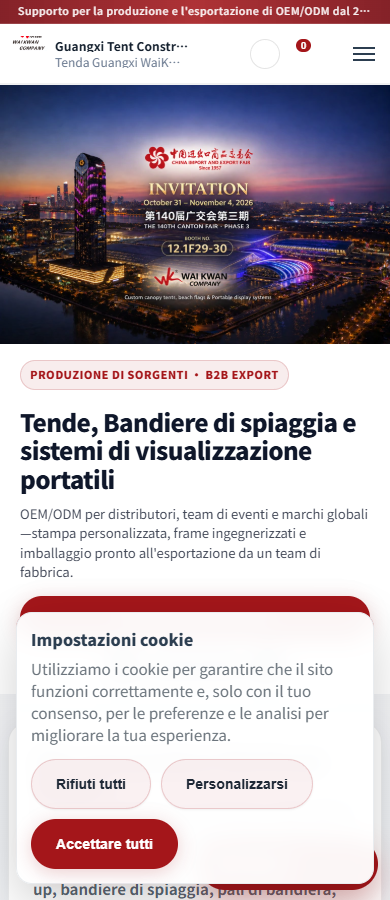 Supporto per la produzione e l'esportazione di OEM/ODM dal 2···
WAI KWAN
COMPANY
Guangxi Tent Constr···
Tenda Guangxi WaiK···
0
中国进出口商品交易会
Since 1957
INVITATION
October 31 – November 4, 2026
第140届广交会第三期
THE 140TH CANTON FAIR · PHASE 3
BOOTH NO
12.1F29-30
WAI KWAN
COMPANY
Custom canopy tents, beach flags & Portable display systems
PRODUZIONE DI SORGENTI • B2B EXPORT
Tende, Bandiere di spiaggia e
sistemi di visualizzazione
portatili
OEM/ODM per distributori, team di eventi e marchi globali
—stampa personalizzata, frame ingegnerizzati e
imballaggio pronto all'esportazione da un team di
fabbrica.
Impostazioni cookie
Utilizziamo i cookie per garantire che il sito
funzioni correttamente e, solo con il tuo
consenso, per le preferenze e le analisi per
migliorare la tua esperienza.
Rifiuti tutti
Personalizzarsi
Accettare tutti
up, bandiere di spiaggia, pali di bandiera,